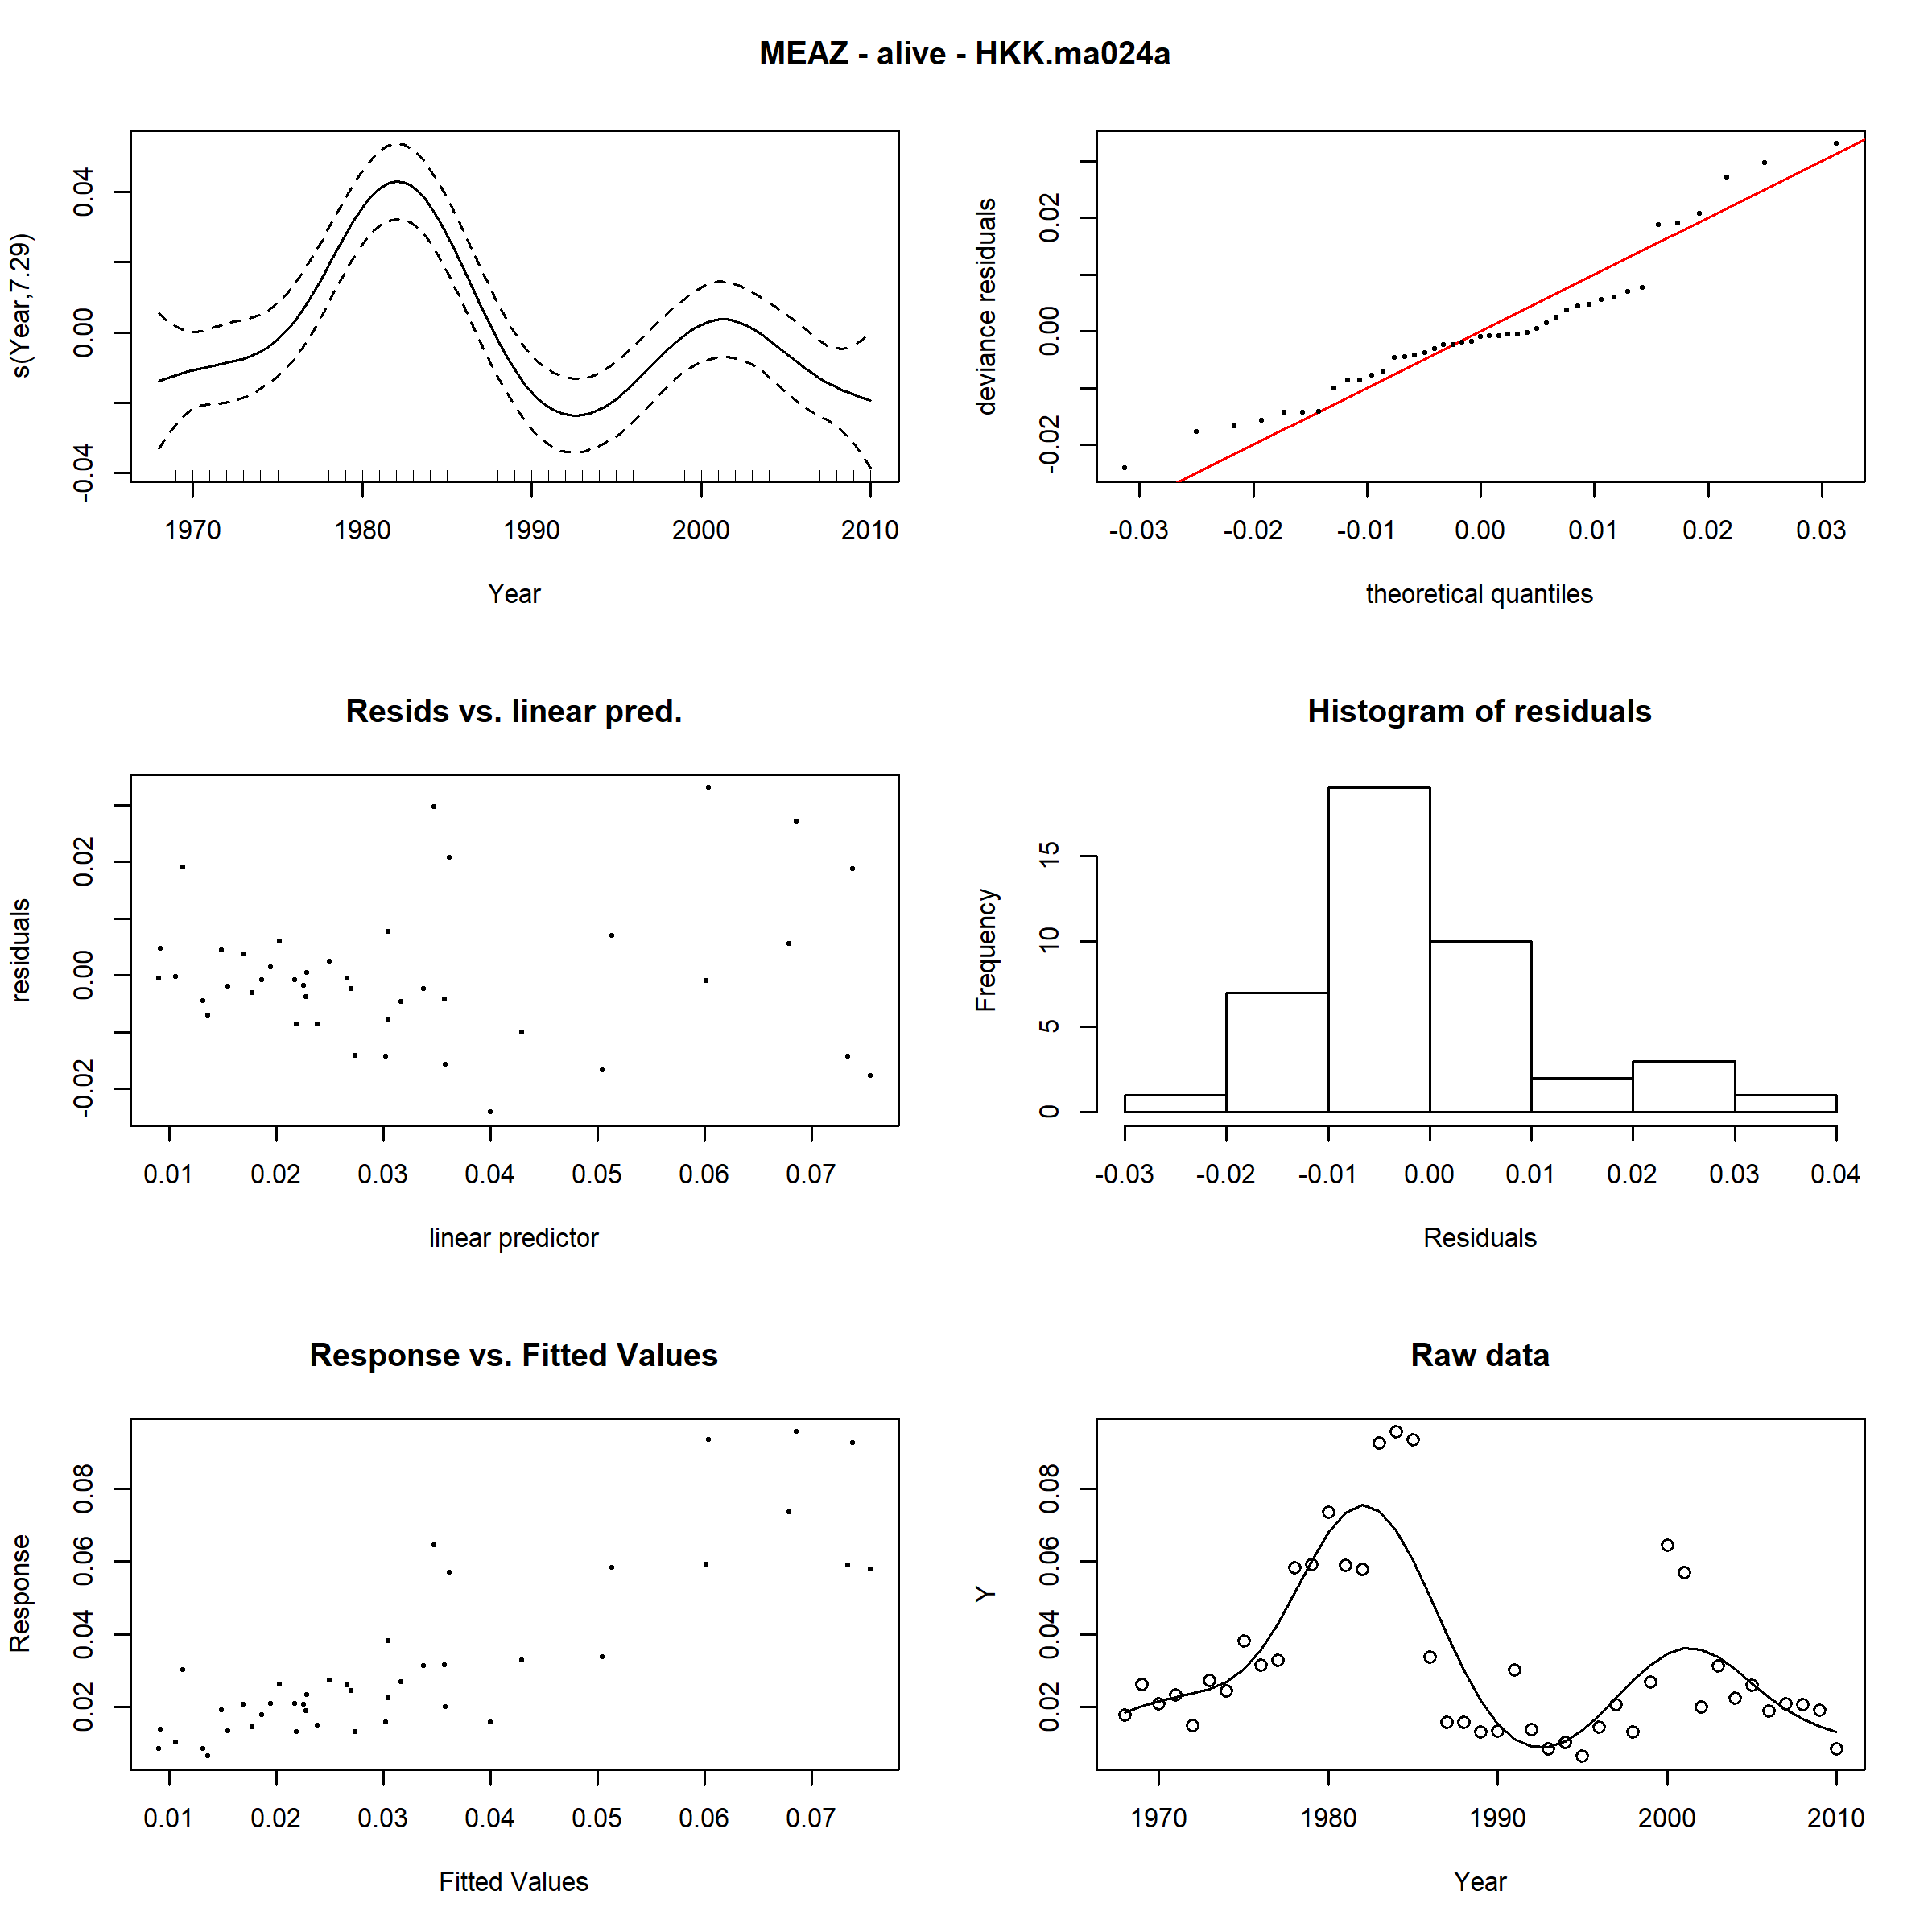 MEAZ - alive - HKK.ma024a
s(Year,7.29)
-0.04 0.00 0.04
1970 1980 1990 2000 2010
Year
deviance residuals
-0.02 0.00 0.02
-0.03 -0.02 -0.01 0.00 0.01 0.02 0.03
theoretical quantiles
Resids vs. linear pred.
residuals
-0.02 0.00 0.02
0.01 0.02 0.03 0.04 0.05 0.06 0.07
linear predictor
Histogram of residuals
Frequency
0 5 10 15
-0.03 -0.02 -0.01 0.00 0.01 0.02 0.03 0.04
Residuals
Response vs. Fitted Values
Response
0.02 0.04 0.06 0.08
0.01 0.02 0.03 0.04 0.05 0.06 0.07
Fitted Values
Raw data
Y
0.02 0.04 0.06 0.08
1970 1980 1990 2000 2010
Year